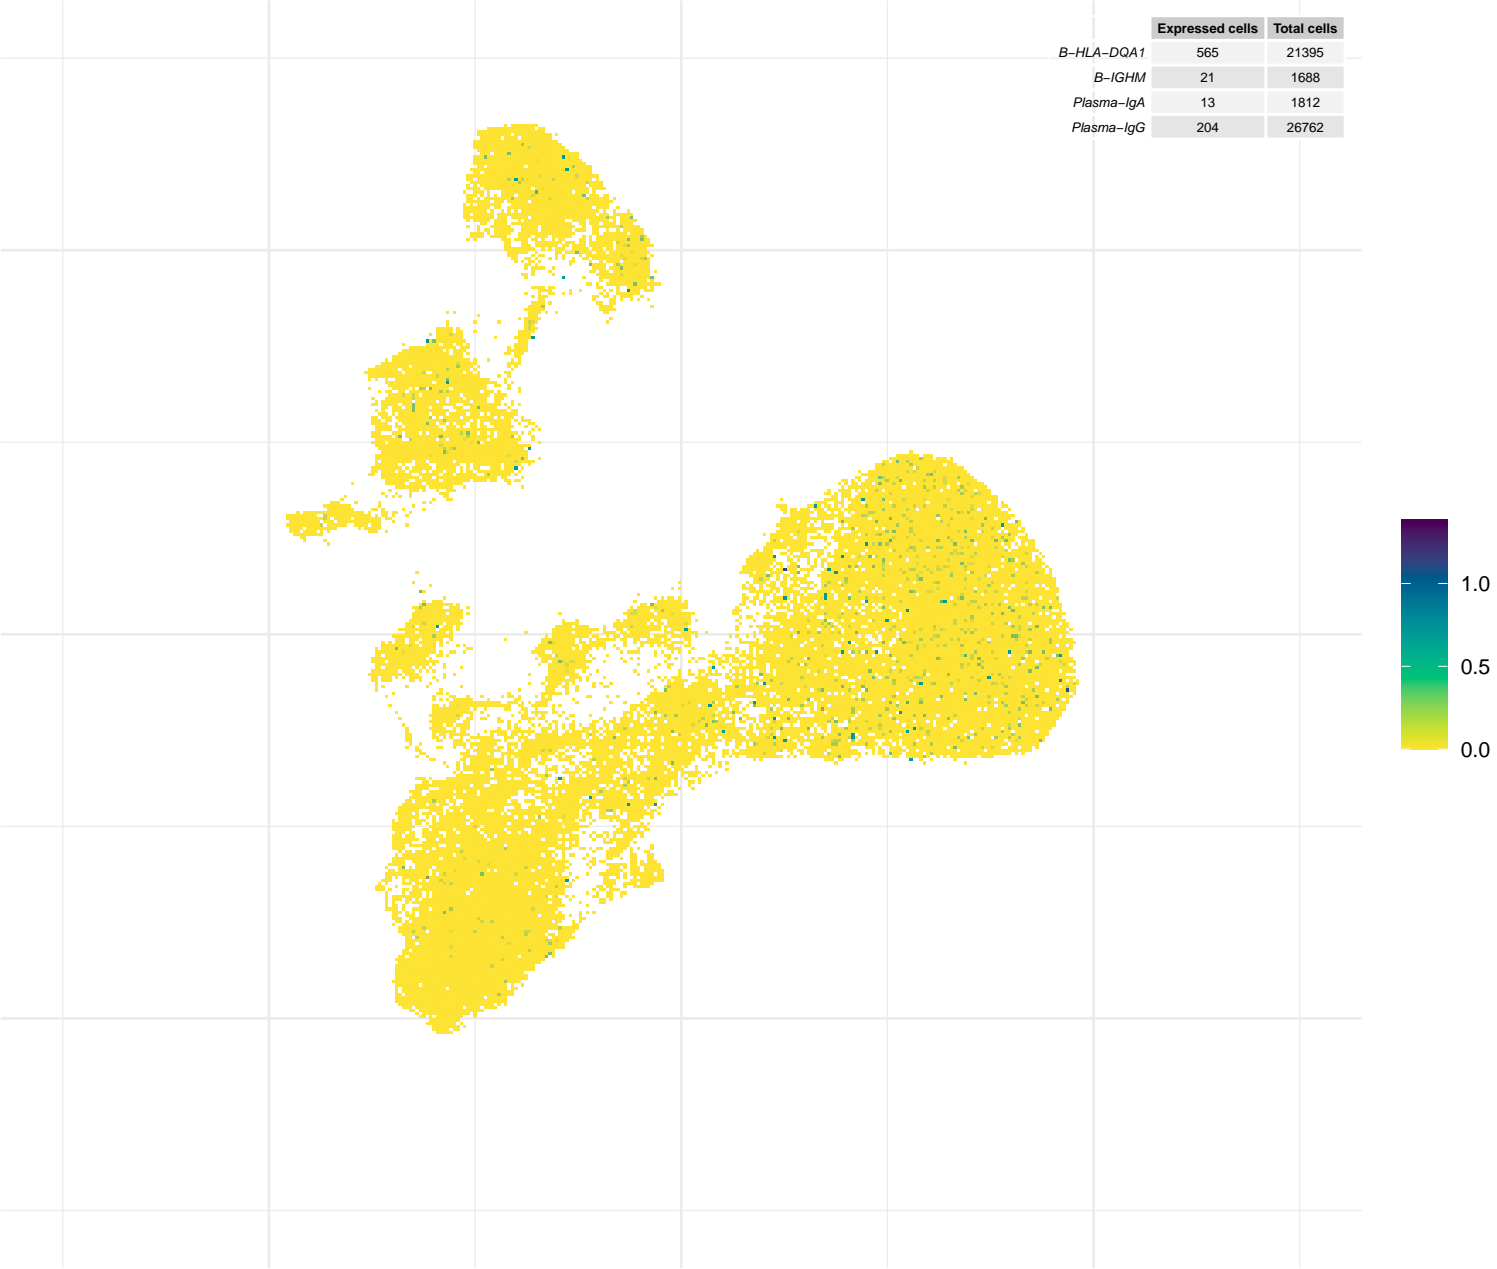 Expressed cells Total cells
B−HLA−DQA1 565 21395
B−IGHM 21 1688
Plasma−IgA 13 1812
Plasma−IgG 204 26762
1.0
0.5
0.0